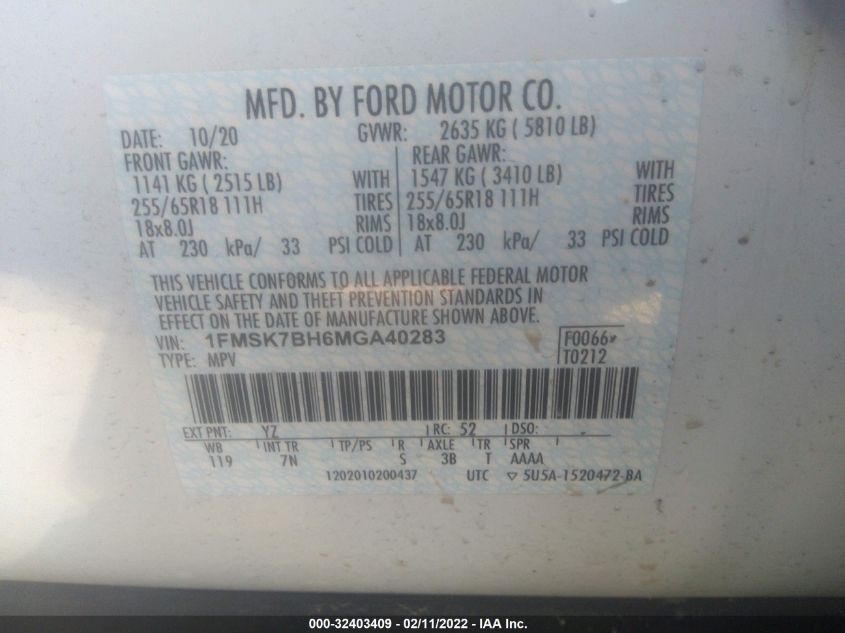 MFD. BY FORD MOTOR CO.
DATE: 10/20 GVWR: 2635 KG ( 5810 LB)
FRONT GAWR: REAR GAWR:
1141 KG ( 2515 LB) WITH 1547 KG ( 3410 LB) WITH
255/65R18 111H TIRES 255/65R18 111H TIRES
18x8.0J RIMS 18x8.0J RIMS
AT 230 kPa/ 33 PSI COLD AT 230 kPa/ 33 PSI COLD
THIS VEHICLE CONFORMS TO ALL APPLICABLE FEDERAL MOTOR
VEHICLE SAFETY AND THEFT PREVENTION STANDARDS IN
EFFECT ON THE DATE OF MANUFACTURE SHOWN ABOVE.
VIN: 1FMSK7BH6MGA40283 F0066
TYPE: MPV T0212
EXT PNT: YZ RC: 52 DSO:
WB INT TR TP/PS R AXLE TR SPR
119 7N S 3B T AAAA
1202010200437 UTC ▽ 5U5A-1520472-BA
000-32403409 - 02/11/2022 - IAA Inc.